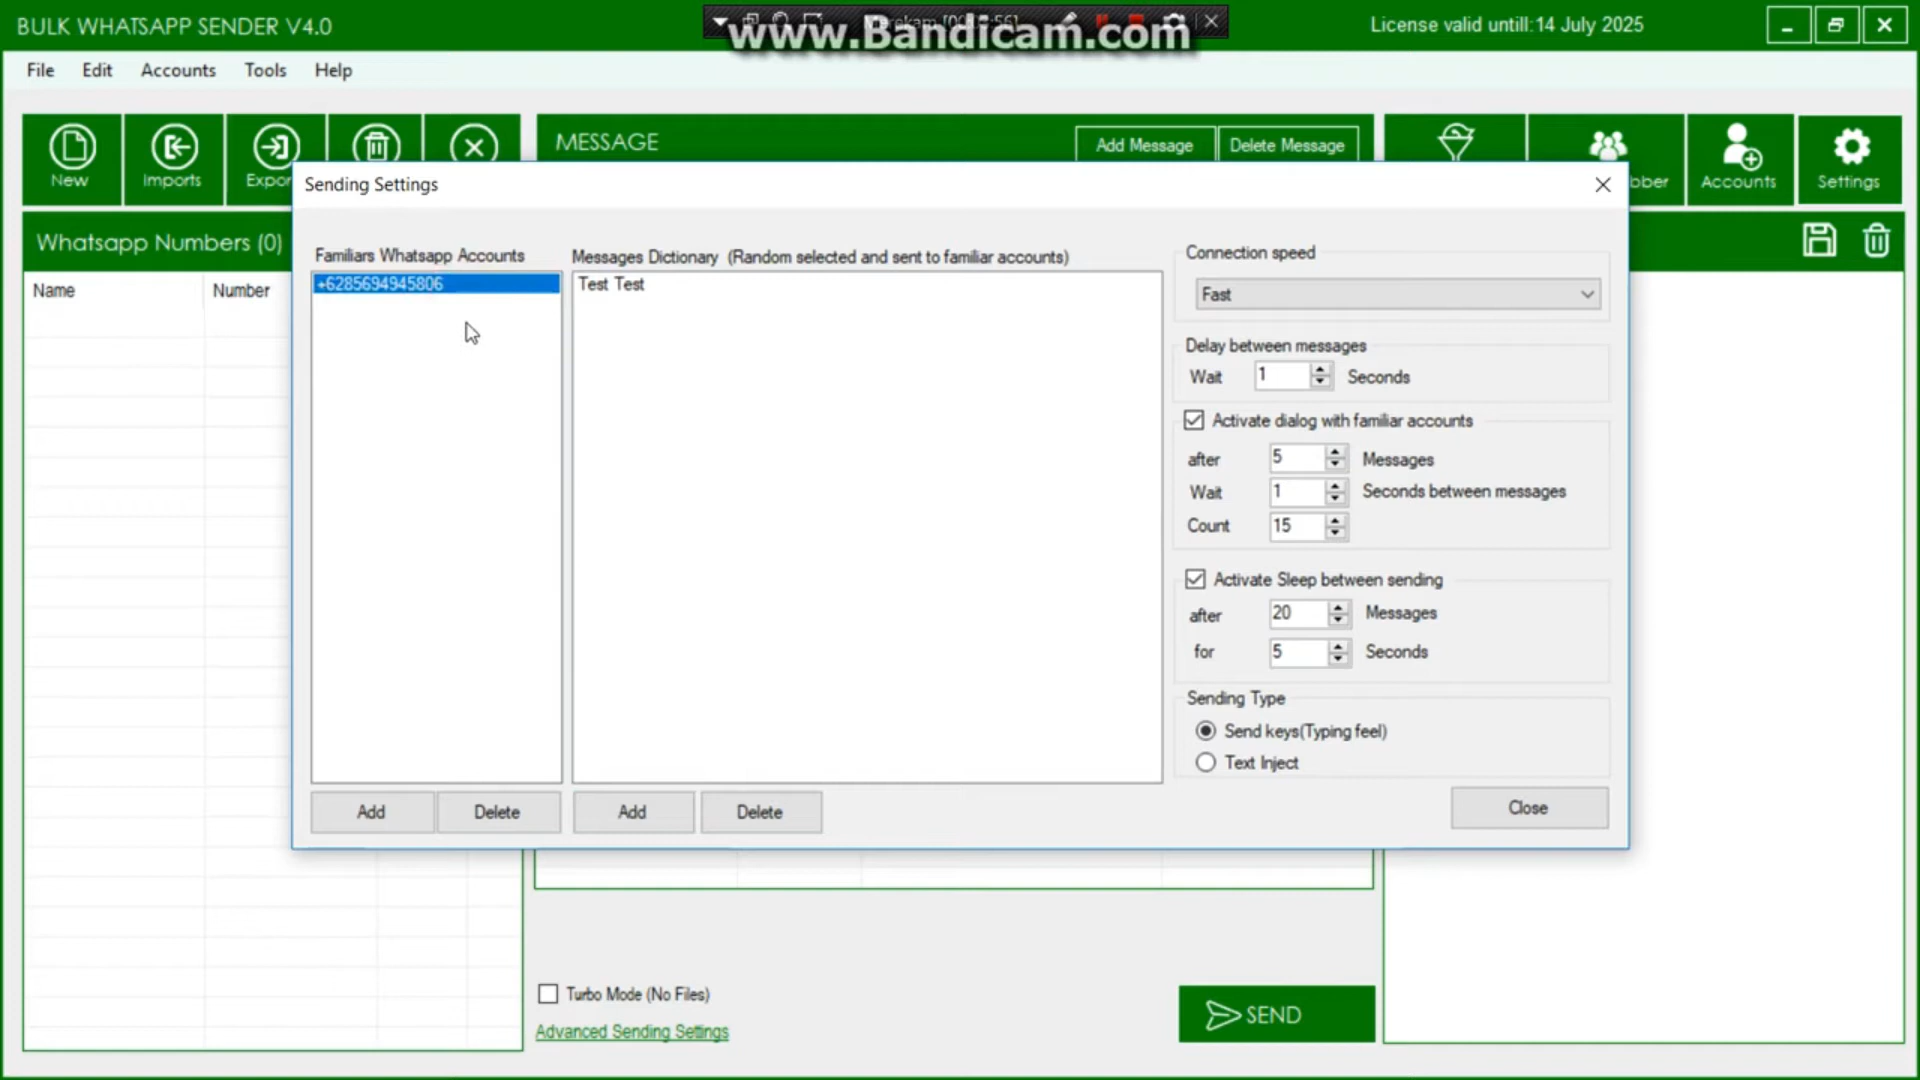 BULK WHATSAPP SENDER V4.0
www.Bandicam.com
License valid untill:14 July 2025
File
Edit
Accounts
Tools
Help
New
Imports
MESSAGE
Add Message
Delete Message
Accounts
Settings
Whatsapp Numbers (0)
Name
Number
Sending Settings
Familiars Whatsapp Accounts
+6285694945806
Messages Dictionary (Random selected and sent to familiar accounts)
Test Test
Connection speed
Fast
Delay between messages
Wait 1 Seconds
Activate dialog with familiar accounts
after 5 Messages
Wait 1 Seconds between messages
Count 15
Activate Sleep between sending
after 20 Messages
for 5 Seconds
Sending Type
Send keys(Typing feel)
Text Inject
Add
Delete
Add
Delete
Close
Turbo Mode (No Files)
Advanced Sending Settings
SEND